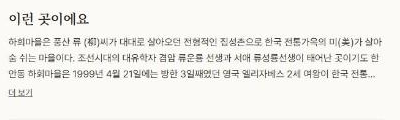 이런 곳이에요
하회마을은 풍산 류 (柳)씨가 대대로 살아오던 전형적인 집성촌으로 한국 전통가옥의 미(美)가 살아
숨 쉬는 마을이다. 조선시대의 대유학자 겸암 류운룡 선생과 서애 류성룡선생이 태어난 곳이기도 한
안동 하회마을은 1999년 4월 21일에는 방한 3일째였던 영국 엘리자베스 2세 여왕이 한국 전통...
더보기